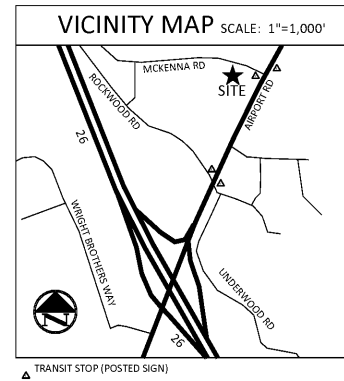 VICINITY MAP SCALE: 1"=1,000'
MCKENNA RD
ROCKWOOD RD
SITE
AIRPORT RD
26
WRIGHT BROTHERS WAY
UNDERWOOD RD
N
26
TRANSIT STOP (POSTED SIGN)